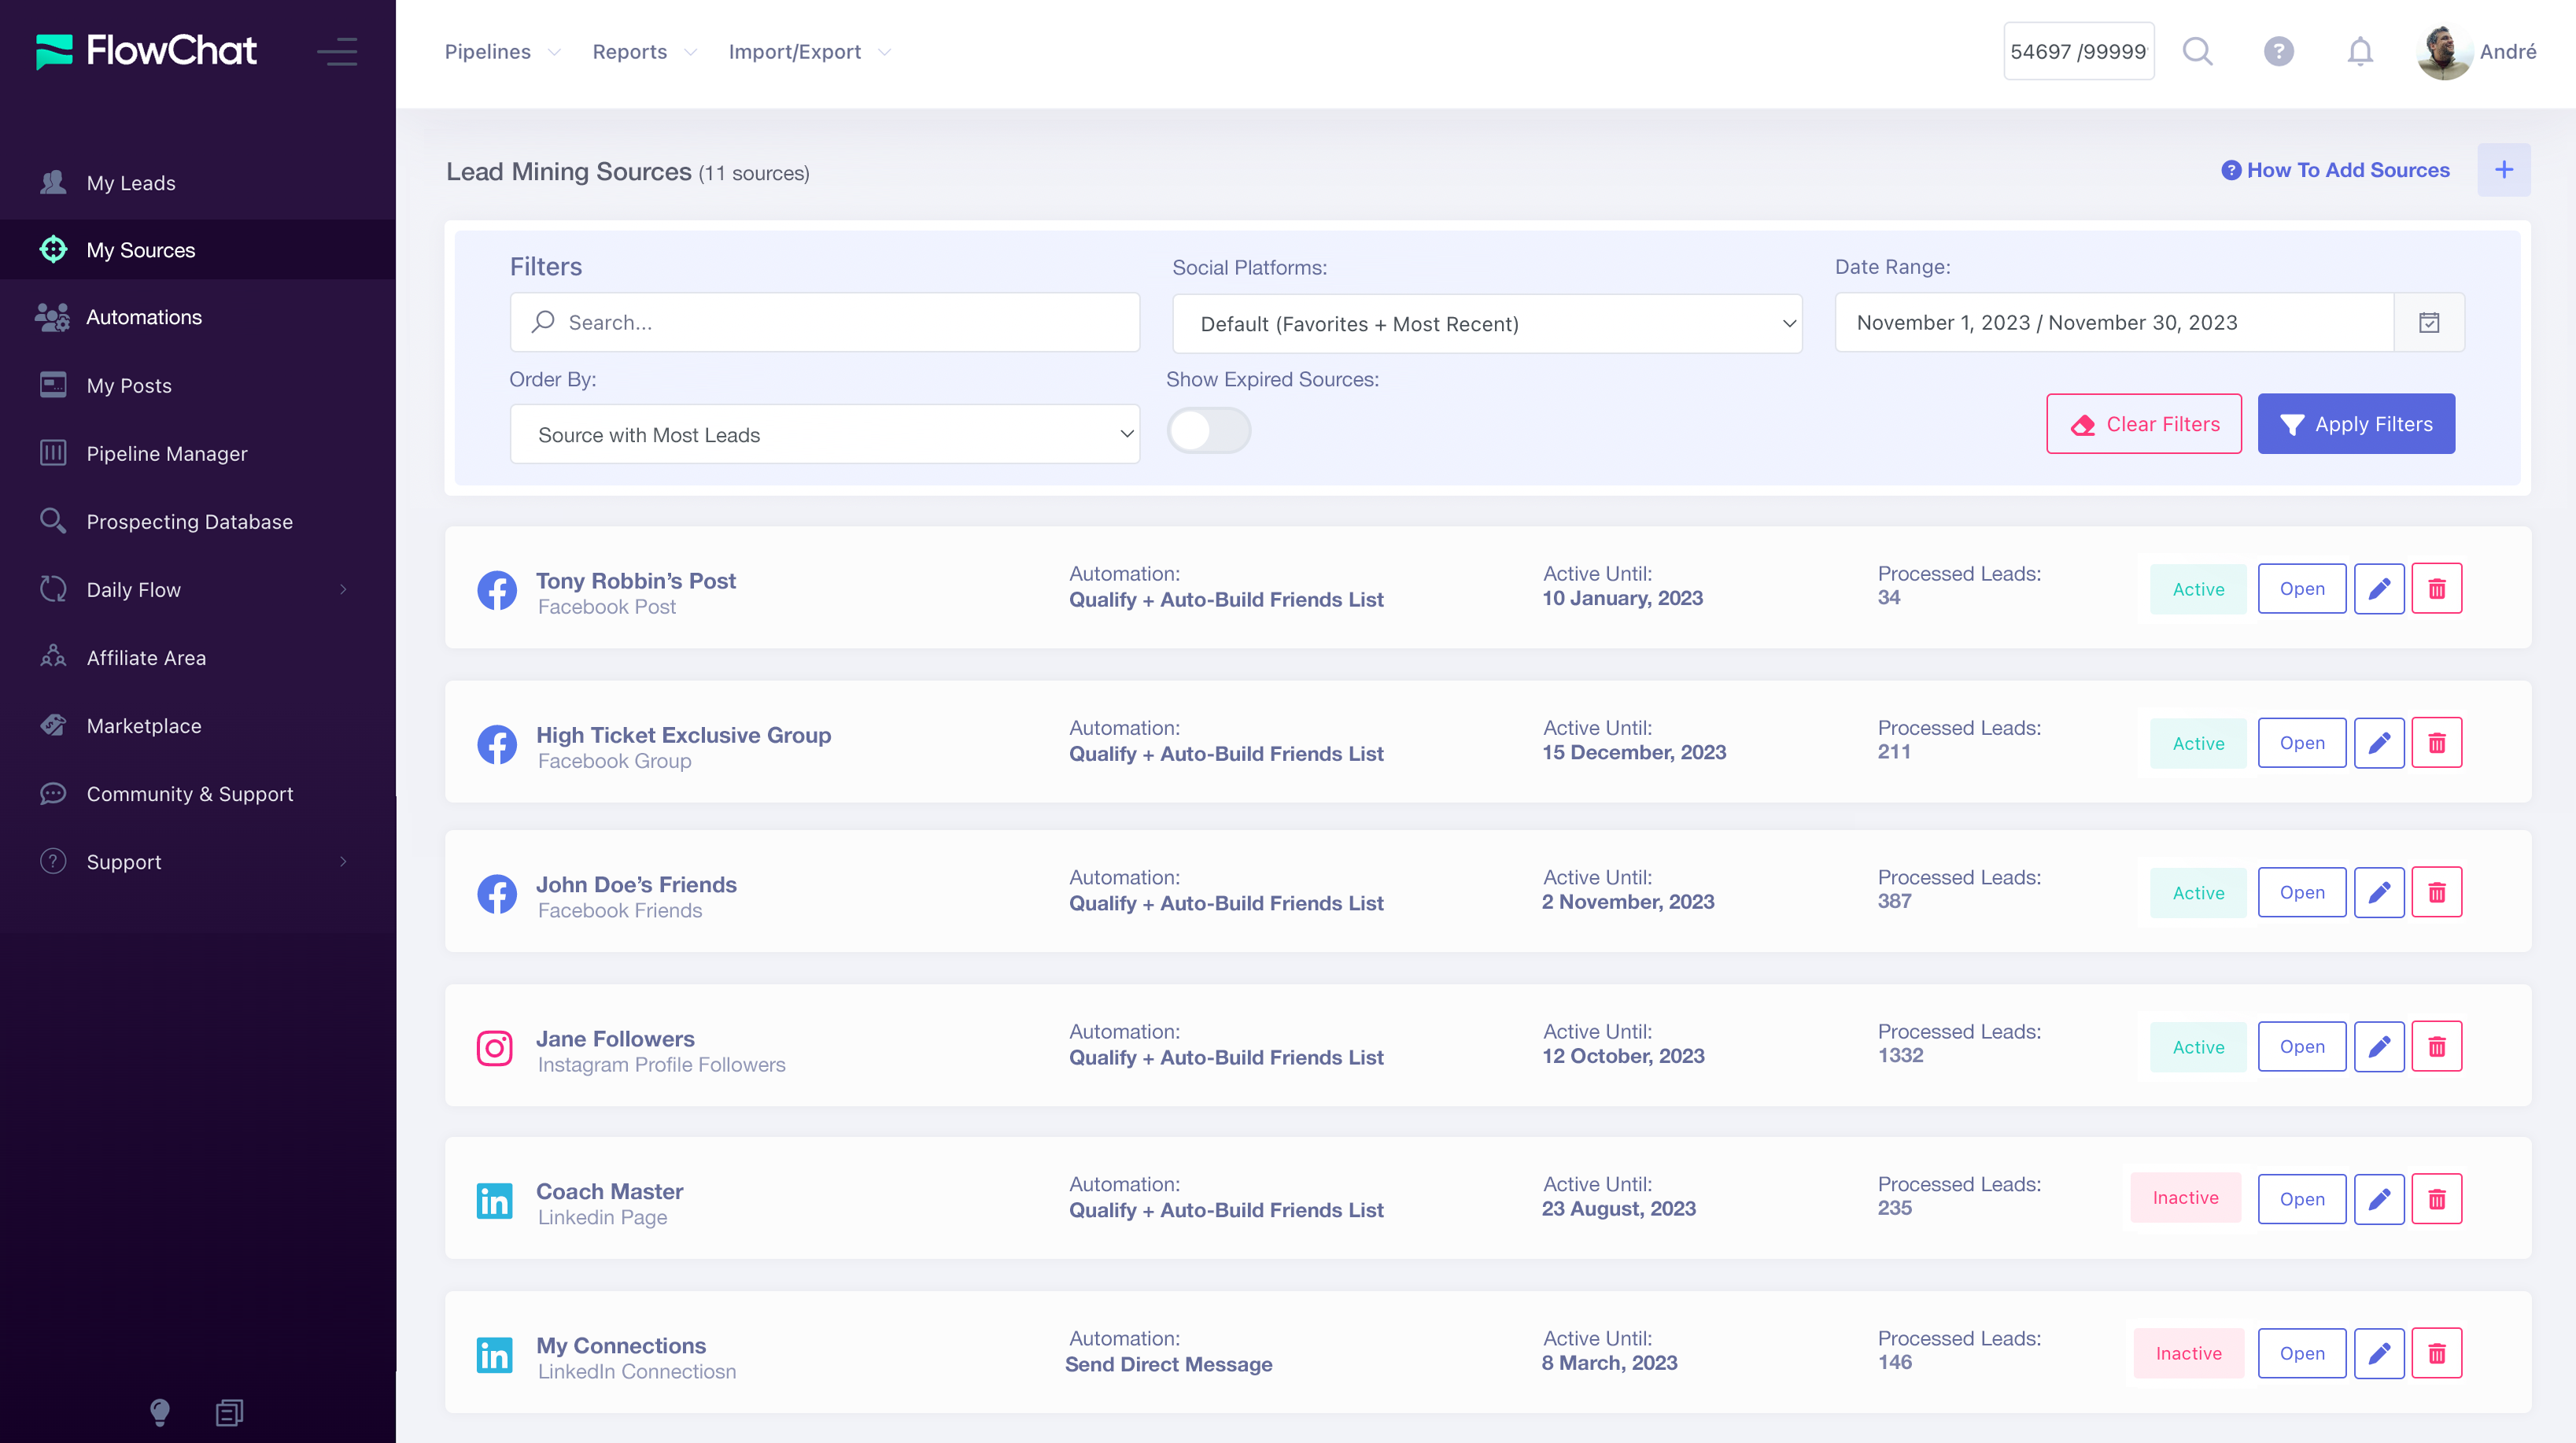 FlowChat
Pipelines
Reports
Import/Export
54697 /99999
André
My Leads
My Sources
Automations
My Posts
Pipeline Manager
Prospecting Database
Daily Flow
Affiliate Area
Marketplace
Community & Support
Support
Lead Mining Sources (11 sources)
How To Add Sources
Filters
Search...
Social Platforms:
Default (Favorites + Most Recent)
Date Range:
November 1, 2023 / November 30, 2023
Order By:
Source with Most Leads
Show Expired Sources:
Clear Filters
Apply Filters
Tony Robbin's Post
Facebook Post
Automation:
Qualify + Auto-Build Friends List
Active Until:
10 January, 2023
Processed Leads:
34
Active
Open
High Ticket Exclusive Group
Facebook Group
Automation:
Qualify + Auto-Build Friends List
Active Until:
15 December, 2023
Processed Leads:
211
Active
Open
John Doe's Friends
Facebook Friends
Automation:
Qualify + Auto-Build Friends List
Active Until:
2 November, 2023
Processed Leads:
387
Active
Open
Jane Followers
Instagram Profile Followers
Automation:
Qualify + Auto-Build Friends List
Active Until:
12 October, 2023
Processed Leads:
1332
Active
Open
Coach Master
Linkedin Page
Automation:
Qualify + Auto-Build Friends List
Active Until:
23 August, 2023
Processed Leads:
235
Inactive
Open
My Connections
LinkedIn Connectiosn
Automation:
Send Direct Message
Active Until:
8 March, 2023
Processed Leads:
146
Inactive
Open